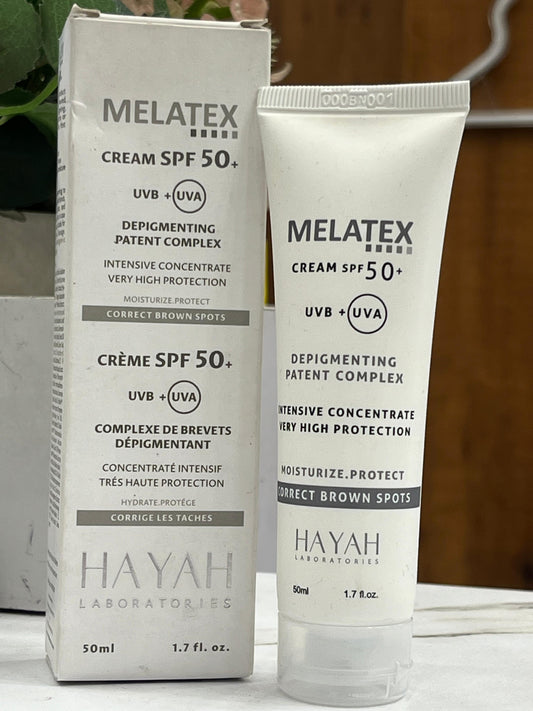 MELATEX
CREAM SPF 50+
UVB + UVA
DEPIGMENTING
PATENT COMPLEX
INTENSIVE CONCENTRATE
VERY HIGH PROTECTION
MOISTURIZE.PROTECT
CORRECT BROWN SPOTS
CRÈME SPF 50+
UVB + UVA
COMPLEXE DE BREVETS
DÉPIGMENTANT
CONCENTRATÉ INTENSIF
TRÉS HAUTE PROTECTION
HYDRATE.PROTÉGE
CORRIGE LES TACHES
HAYAH
LABORATORIES
50ml 1.7 fl. oz.
000BN001
MELATEX
CREAM SPF 50+
UVB + UVA
DEPIGMENTING
PATENT COMPLEX
INTENSIVE CONCENTRATE
VERY HIGH PROTECTION
MOISTURIZE.PROTECT
CORRECT BROWN SPOTS
HAYAH
LABORATORIES
50ml 1.7 fl.oz.